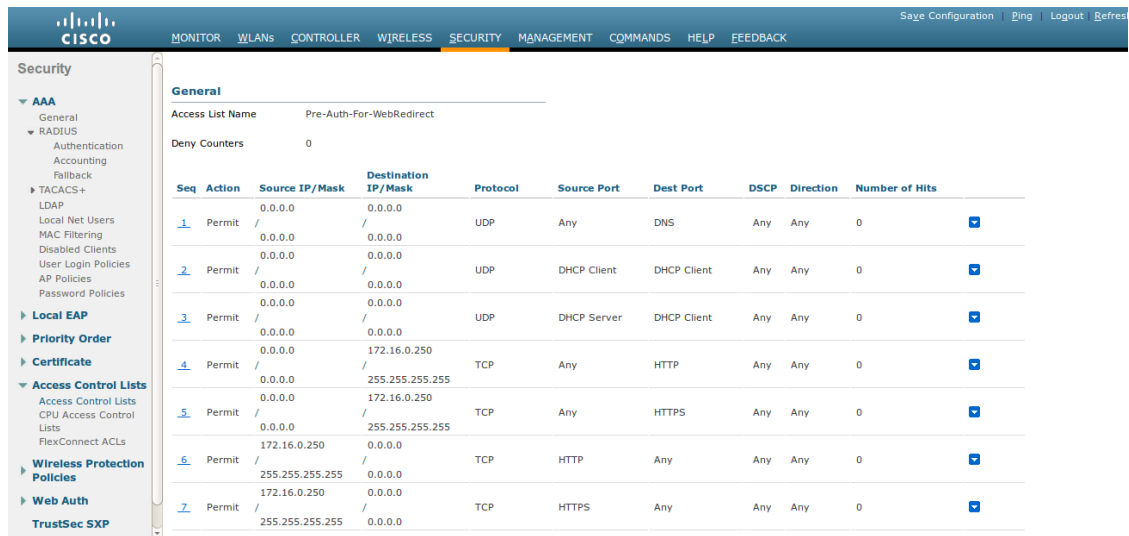 Save Configuration | Ping | Logout | Refresh
CISCO
MONITOR WLANs CONTROLLER WIRELESS SECURITY MANAGEMENT COMMANDS HELP FEEDBACK
Security
AAA
General
RADIUS
Authentication
Accounting
Fallback
TACACS+
LDAP
Local Net Users
MAC Filtering
Disabled Clients
User Login Policies
AP Policies
Password Policies
Local EAP
Priority Order
Certificate
Access Control Lists
Access Control Lists
CPU Access Control
Lists
FlexConnect ACLs
Wireless Protection
Policies
Web Auth
TrustSec SXP
General
Access List Name Pre-Auth-For-WebRedirect
Deny Counters 0
Destination
Seq Action Source IP/Mask IP/Mask Protocol Source Port Dest Port DSCP Direction Number of Hits
0.0.0.0 0.0.0.0
1 Permit / / UDP Any DNS Any Any 0
0.0.0.0 0.0.0.0
0.0.0.0 0.0.0.0
2 Permit / / UDP DHCP Client DHCP Client Any Any 0
0.0.0.0 0.0.0.0
0.0.0.0 0.0.0.0
3 Permit / / UDP DHCP Server DHCP Client Any Any 0
0.0.0.0 0.0.0.0
0.0.0.0 172.16.0.250
4 Permit / / TCP Any HTTP Any Any 0
0.0.0.0 255.255.255.255
0.0.0.0 172.16.0.250
5 Permit / / TCP Any HTTPS Any Any 0
0.0.0.0 255.255.255.255
172.16.0.250 0.0.0.0
6 Permit / / TCP HTTP Any Any Any 0
255.255.255.255 0.0.0.0
172.16.0.250 0.0.0.0
7 Permit / / TCP HTTPS Any Any Any 0
255.255.255.255 0.0.0.0